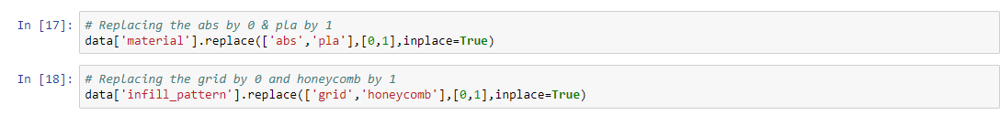 In [17]: # Replacing the abs by 0 & pla by 1
data['material'].replace(['abs','pla'],[0,1],inplace=True)
In [18]: # Replacing the grid by 0 and honeycomb by 1
data['infill_pattern'].replace(['grid','honeycomb'],[0,1],inplace=True)